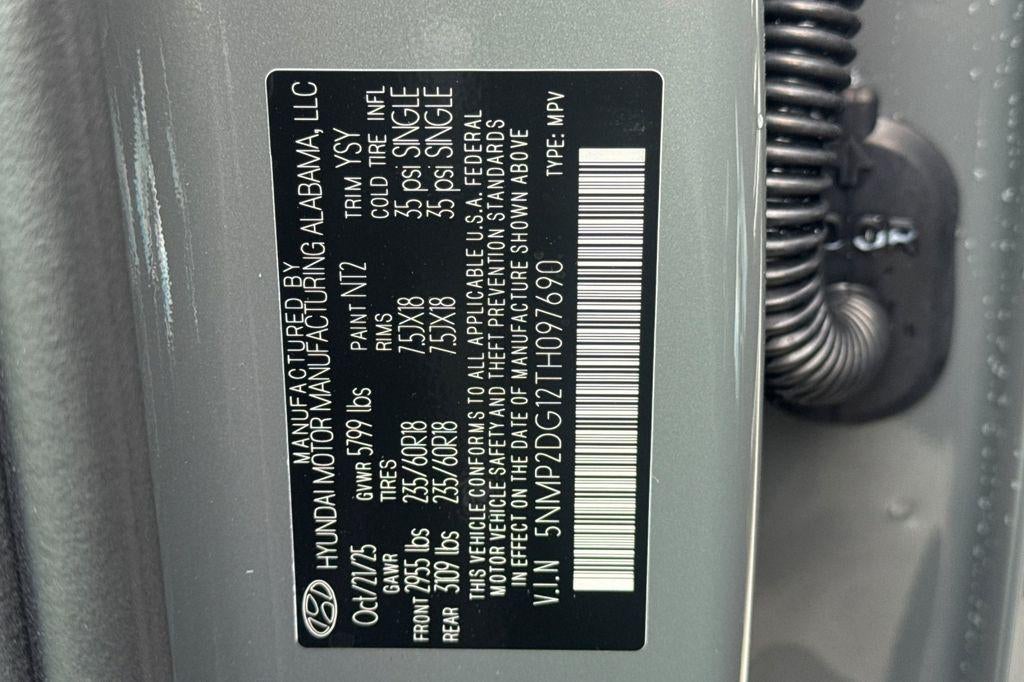 MANUFACTURED BY
HYUNDAI MOTOR MANUFACTURING ALABAMA, LLC
Oct/21/25 GVWR 5799 lbs PAINT NT2 TRIM YSY
GAWR TIRES RIMS COLD TIRE INFL
FRONT 2955 lbs 235/60R18 7.5JX18 35 psi SINGLE
REAR 3109 lbs 235/60R18 7.5JX18 35 psi SINGLE
THIS VEHICLE CONFORMS TO ALL APPLICABLE U.S.A. FEDERAL
MOTOR VEHICLE SAFETY AND THEFT PREVENTION STANDARDS
IN EFFECT ON THE DATE OF MANUFACTURE SHOWN ABOVE
V.I.N 5NMP2DG12TH097690 TYPE: MPV